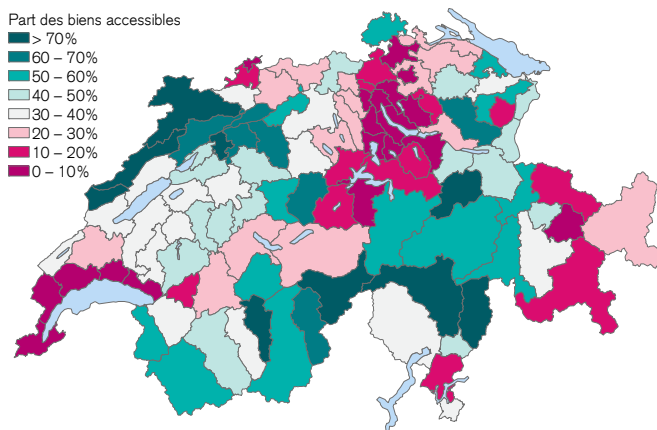 Part des biens accessibles
> 70%
60 – 70%
50 – 60%
40 – 50%
30 – 40%
20 – 30%
10 – 20%
0 – 10%